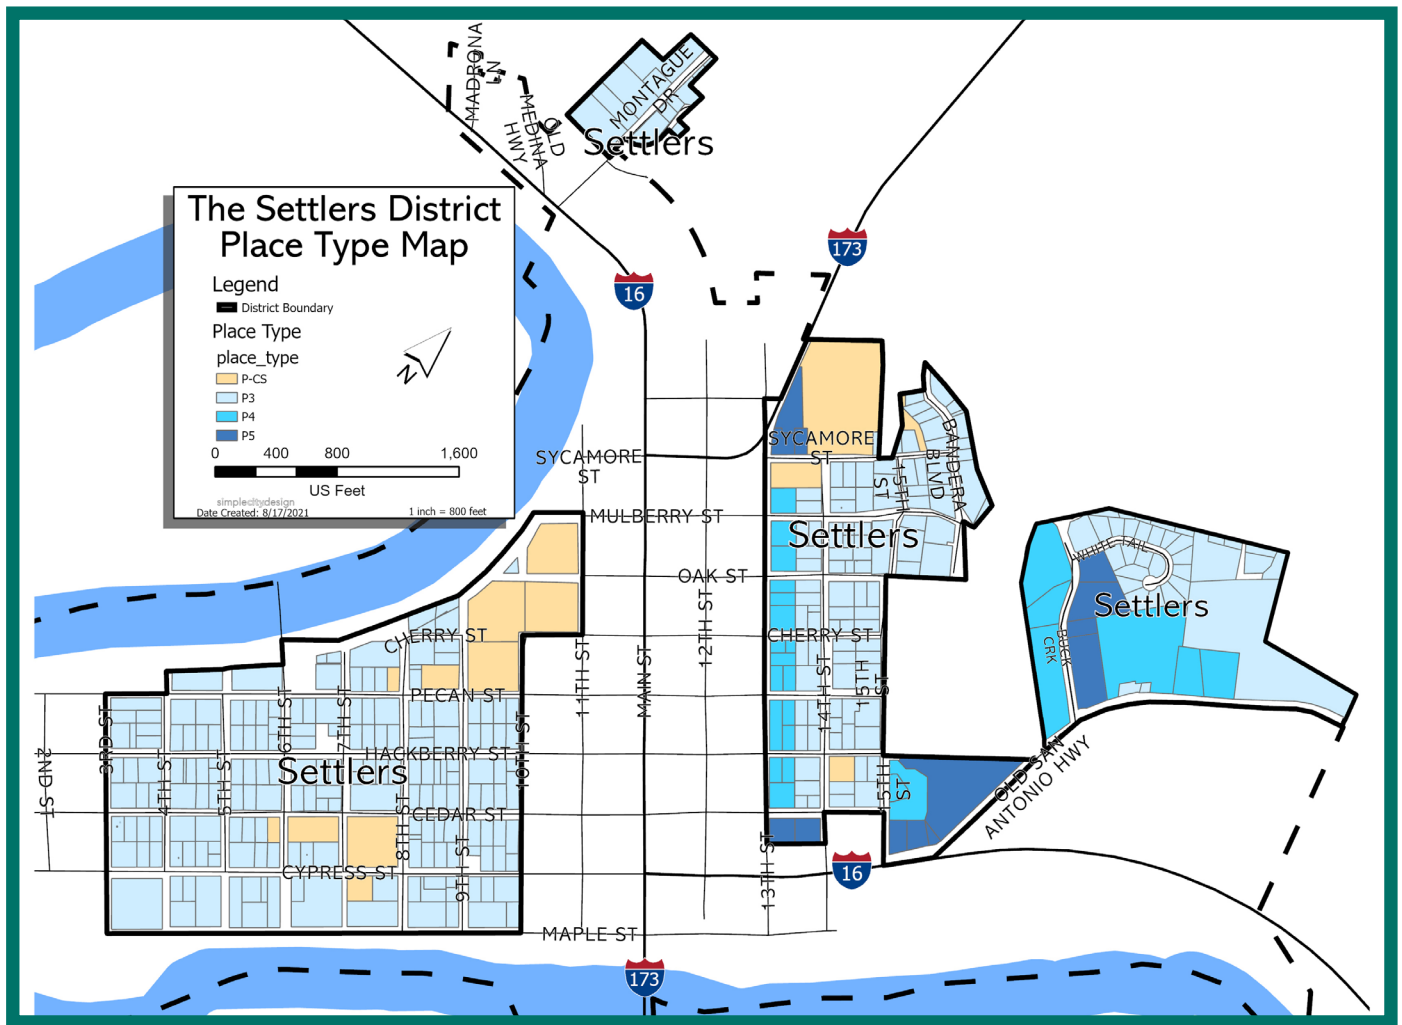 MADRONA
LN
OLD
MEDINA
HWY
MONTAGUE
DR
Settlers
The Settlers District
Place Type Map
Legend
District Boundary
Place Type
place_type
P-CS
P3
P4
P5
N
0 400 800 1,600
US Feet
simplecitydesign
Date Created: 8/17/2021
1 inch = 800 feet
173
16
SYCAMORE
ST
SYCAMORE
ST
MULBERRY ST
15TH
ST
BANDERA
BLVD
Settlers
OAK ST
12TH ST
WHITE TAIL
Settlers
BUCK
CRK
CHERRY ST
CHERRY ST
11TH ST
MAIN ST
14TH ST
15TH
ST
PECAN ST
3RD ST
6TH ST
7TH ST
10TH ST
HACKBERRY ST
Settlers
2ND ST
4TH ST
5TH ST
8TH ST
9TH ST
CEDAR ST
15TH
ST
OLD SAN
ANTONIO HWY
CYPRESS ST
13TH ST
16
MAPLE ST
173